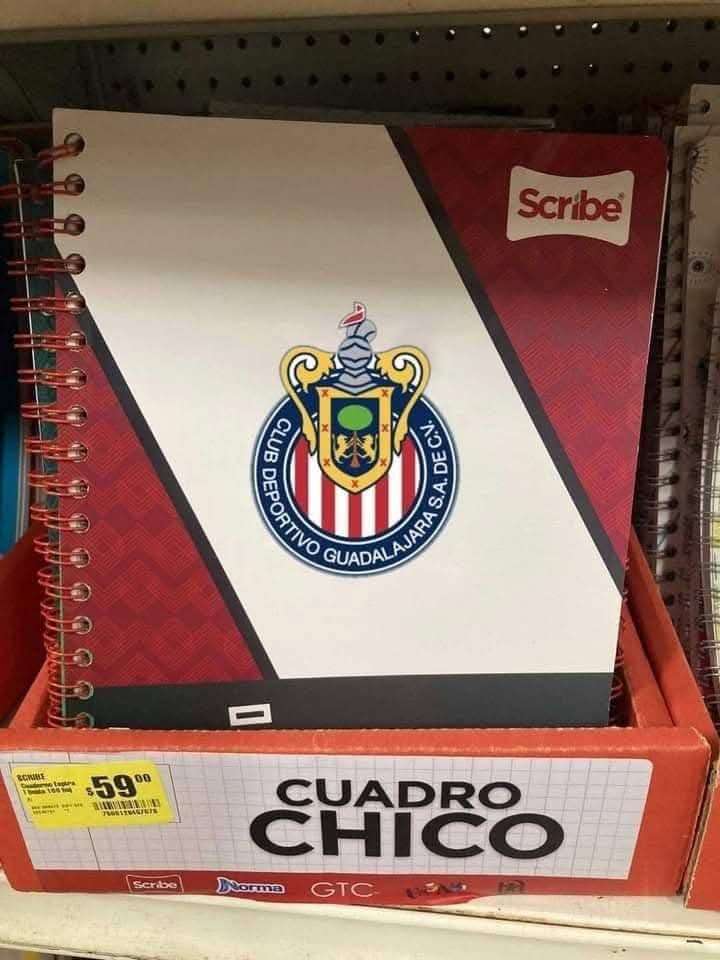 Scribe
CLUB DEPORTIVO GUADALAJARA S.A. DE C.V.
SCRIBE
$59.00
CUADRO
CHICO
Scribe Norma GTC